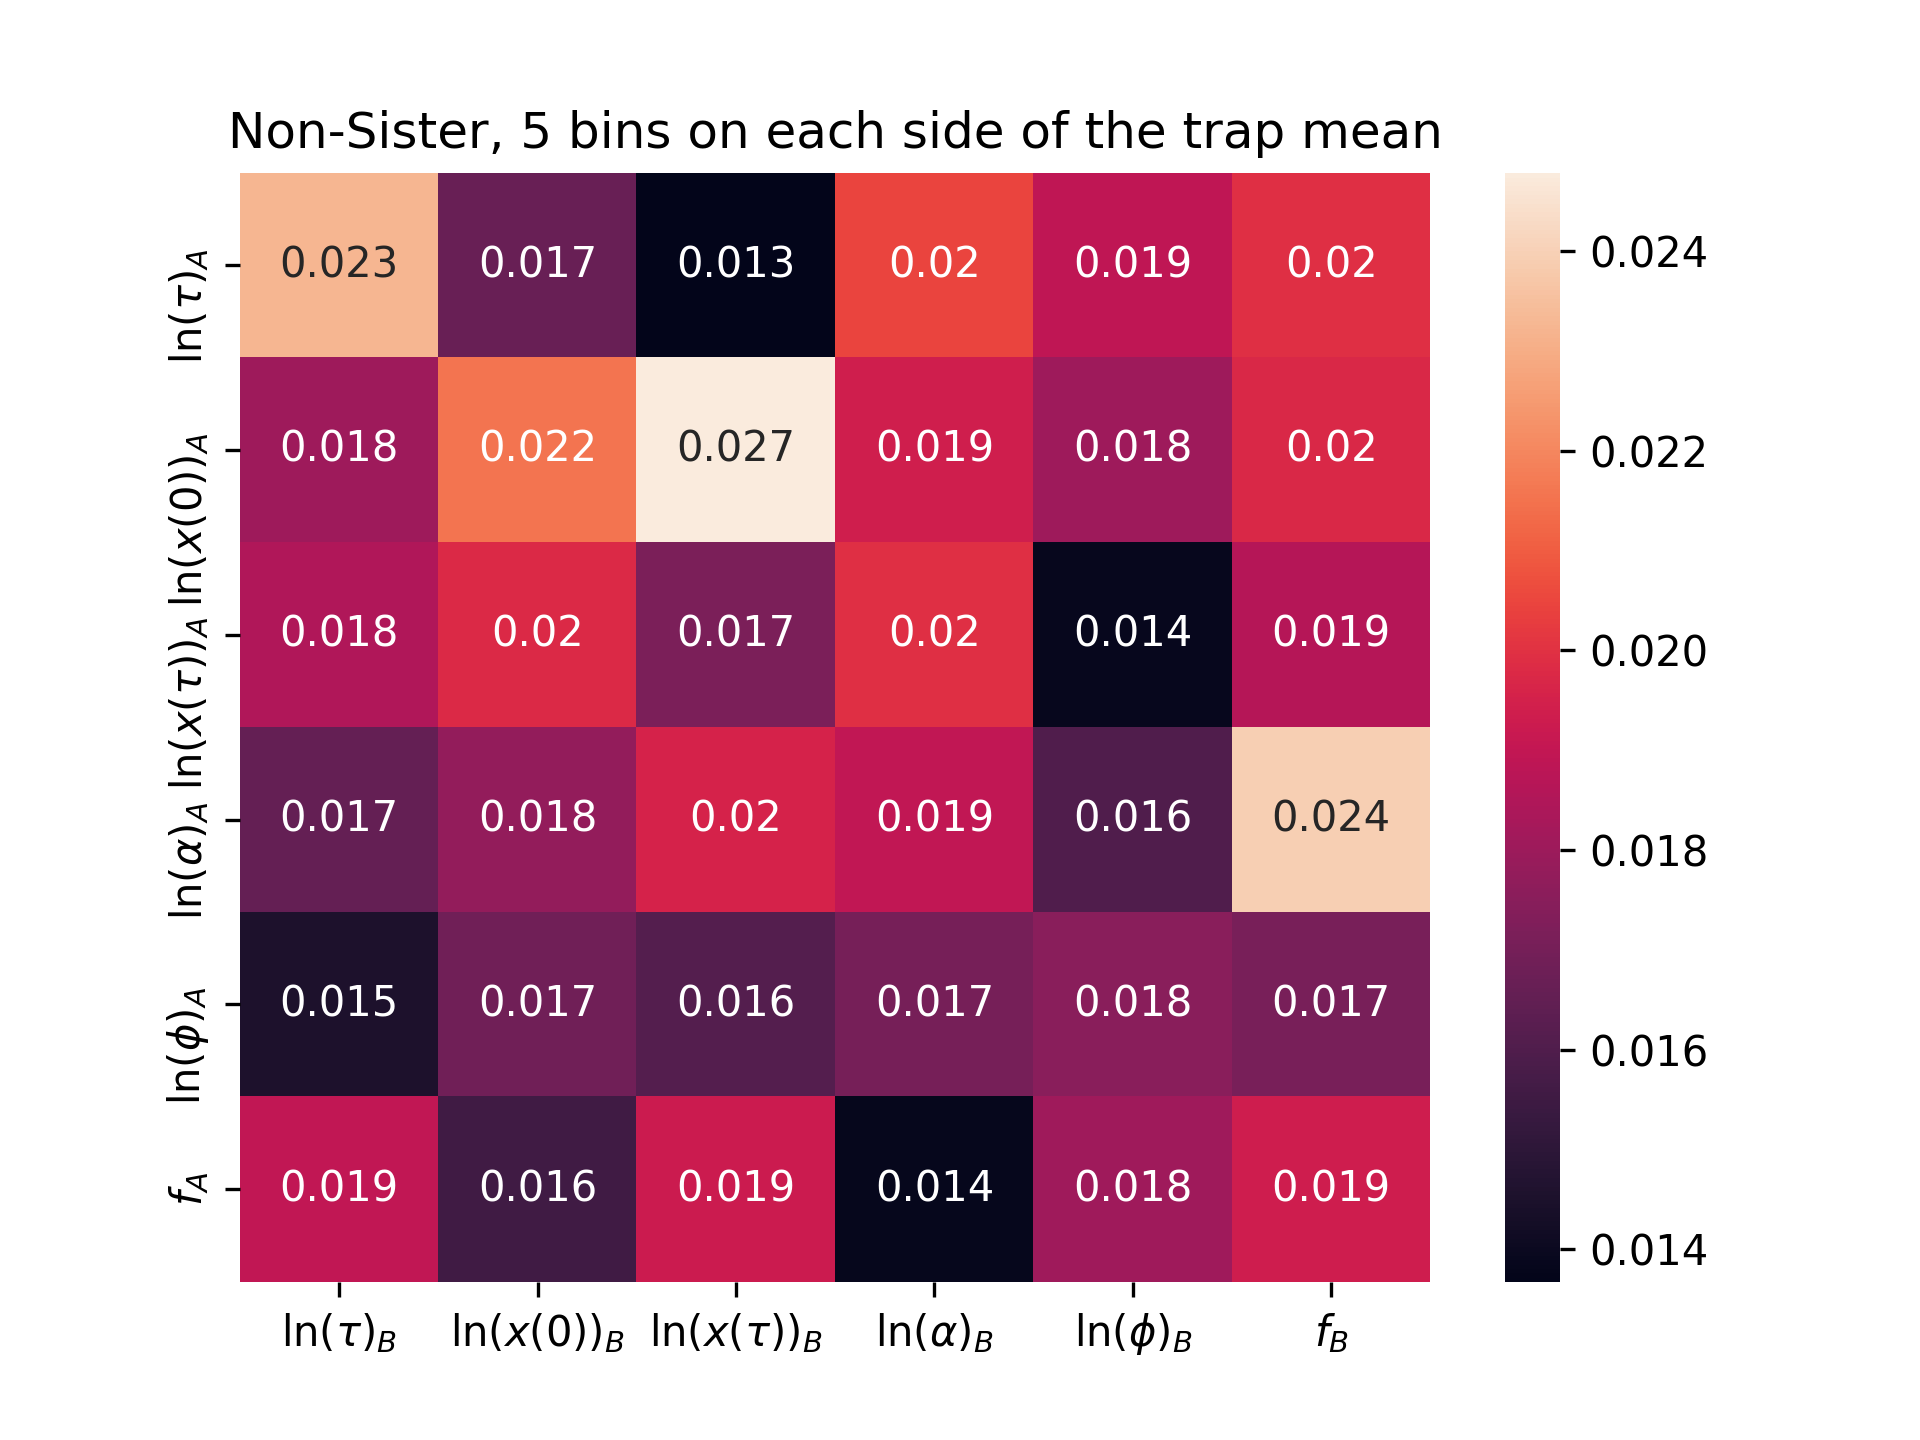 Non-Sister, 5 bins on each side of the trap mean
ln(τ)A 0.023 0.017 0.013 0.02 0.019 0.02
ln(x(0))A 0.018 0.022 0.027 0.019 0.018 0.02
ln(x(τ))A 0.018 0.02 0.017 0.02 0.014 0.019
ln(α)A 0.017 0.018 0.02 0.019 0.016 0.024
ln(ϕ)A 0.015 0.017 0.016 0.017 0.018 0.017
fA 0.019 0.016 0.019 0.014 0.018 0.019
ln(τ)B ln(x(0))B ln(x(τ))B ln(α)B ln(ϕ)B fB
0.024
0.022
0.020
0.018
0.016
0.014